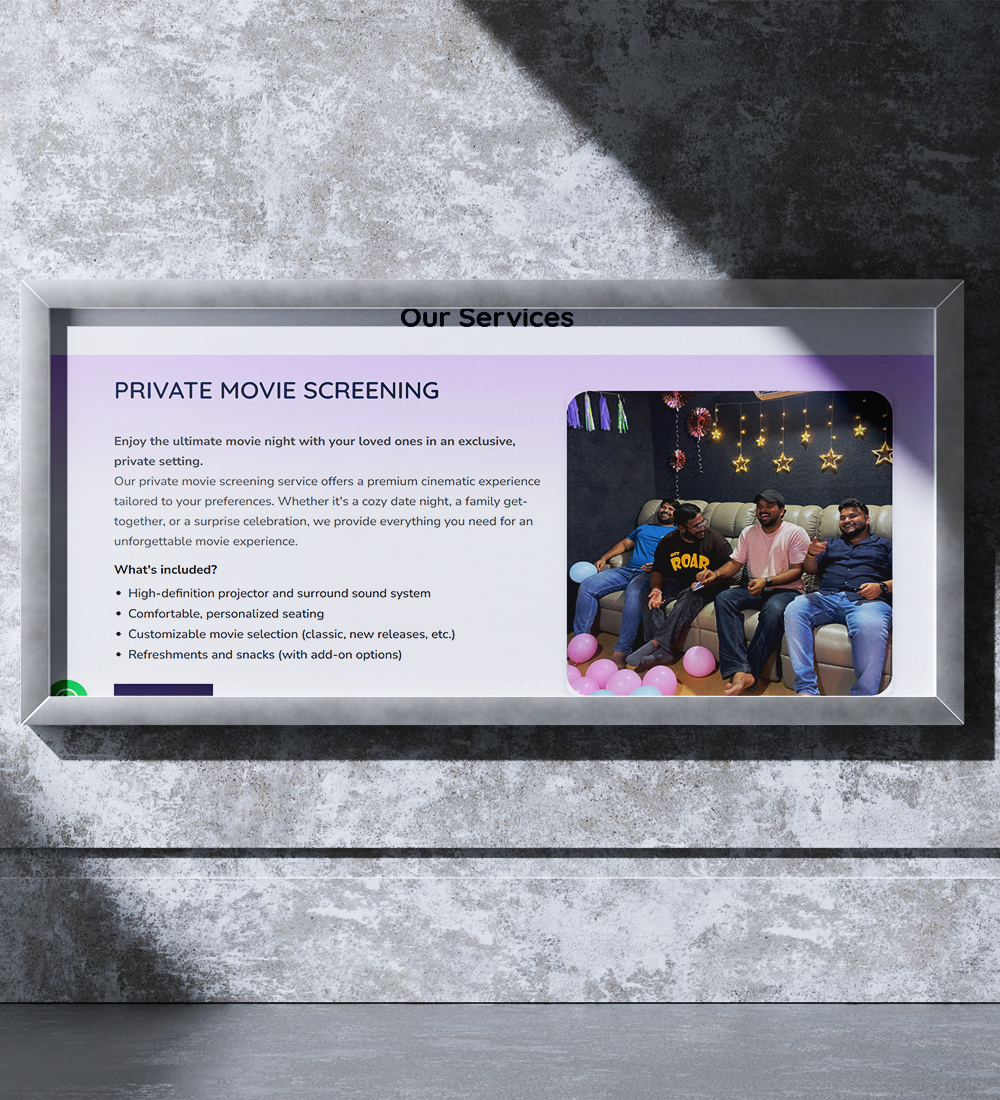 Our Services
PRIVATE MOVIE SCREENING
Enjoy the ultimate movie night with your loved ones in an exclusive,
private setting.
Our private movie screening service offers a premium cinematic experience
tailored to your preferences. Whether it's a cozy date night, a family get-
together, or a surprise celebration, we provide everything you need for an
unforgettable movie experience.
What's included?
• High-definition projector and surround sound system
• Comfortable, personalized seating
• Customizable movie selection (classic, new releases, etc.)
• Refreshments and snacks (with add-on options)
ROAR